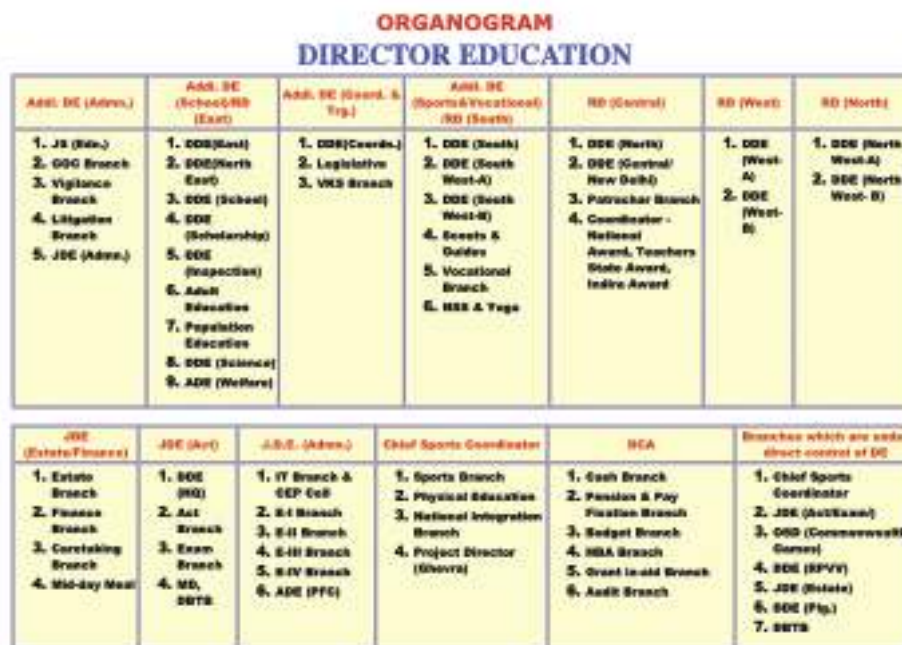 ORGANOGRAM
DIRECTOR EDUCATION
Addl. DE (Admn.)
1. JS (Edn.)
2. GOC Branch
3. Vigilance
Branch
4. Litigation
Branch
5. JDE (Admn.)
Addl. DE
(School)/RD
(East)
1. DDE(East)
2. DDE(North
East)
3. DDE (School)
4. DDE
(Scholarship)
5. DDE
(Inspection)
6. Adult
Education
7. Population
Education
8. DDE (Science)
9. ADE (Welfare)
Addl. DE (Coord. &
Trg.)
1. DDE(Coordn.)
2. Legislative
3. VKS Branch
Addl. DE
(Sports&Vocational)
/RD (South)
1. DDE (South)
2. DDE (South
West-A)
3. DDE (South
West-B)
4. Scouts &
Guides
5. Vocational
Branch
6. NSS & Yoga
RD (Central)
1. DDE (North)
2. DDE (Central/
New Delhi)
3. Patrachar Branch
4. Coordinator -
National
Award, Teachers
State Award,
Indira Award
RD (West)
1. DDE
(West-
A)
2. DDE
(West-
B)
RD (North)
1. DDE (North
West-A)
2. DDE (North
West- B)
JDE
(Estate/Finance)
1. Estate
Branch
2. Finance
Branch
3. Caretaking
Branch
4. Mid-day Meal
JDE (Act)
1. DDE
(HQ)
2. Act
Branch
3. Exam
Branch
4. MD,
DBTB
J.D.E. (Admn.)
1. IT Branch &
CEP Cell
2. E-I Branch
3. E-II Branch
4. E-III Branch
5. E-IV Branch
6. ADE (PFC)
Chief Sports Coordinator
1. Sports Branch
2. Physical Education
3. National Integration
Branch
4. Project Director
(Ghevra)
DCA
1. Cash Branch
2. Pension & Pay
Fixation Branch
3. Budget Branch
4. HBA Branch
5. Grant in-aid Branch
6. Audit Branch
Branches which are under
direct control of DE
1. Chief Sports
Coordinator
2. JDE (Act/Exam/)
3. OSD (Commonwealth
Games)
4. DDE (RPVV)
5. JDE (Estate)
6. DDE (Plg.)
7. DBTB